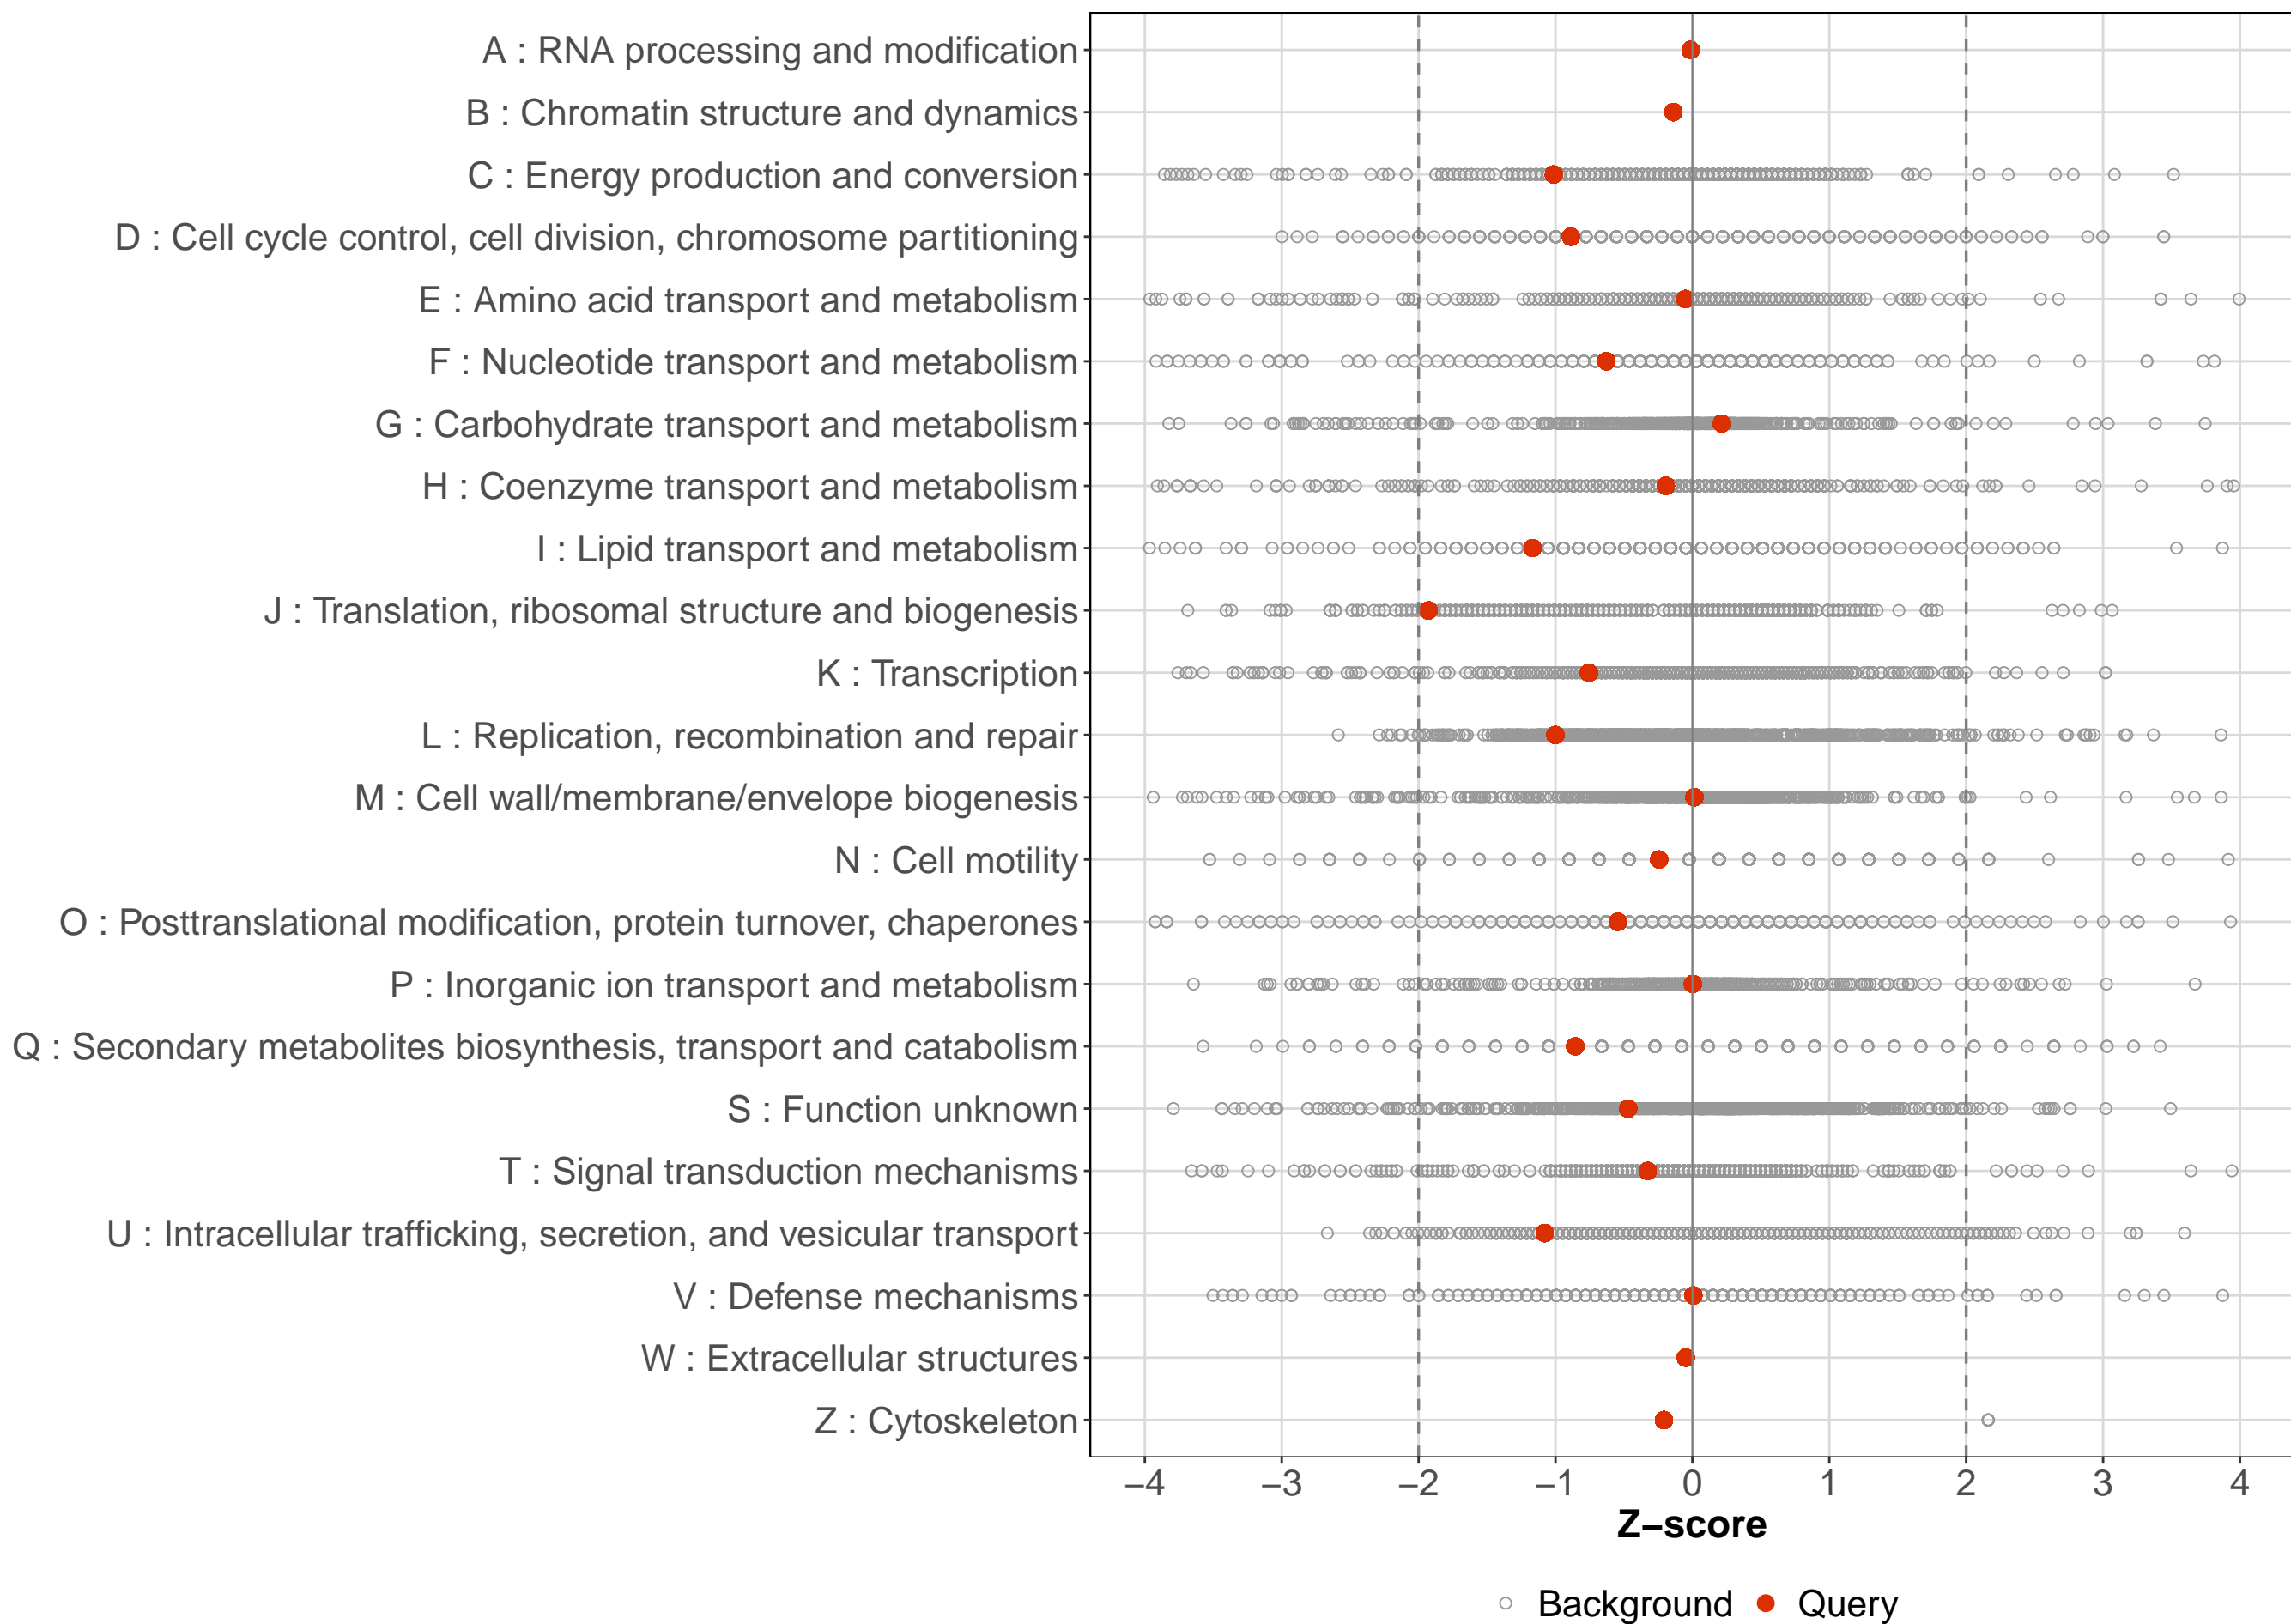 A : RNA processing and modification
B : Chromatin structure and dynamics
C : Energy production and conversion
D : Cell cycle control, cell division, chromosome partitioning
E : Amino acid transport and metabolism
F : Nucleotide transport and metabolism
G : Carbohydrate transport and metabolism
H : Coenzyme transport and metabolism
I : Lipid transport and metabolism
J : Translation, ribosomal structure and biogenesis
K : Transcription
L : Replication, recombination and repair
M : Cell wall/membrane/envelope biogenesis
N : Cell motility
O : Posttranslational modification, protein turnover, chaperones
P : Inorganic ion transport and metabolism
Q : Secondary metabolites biosynthesis, transport and catabolism
S : Function unknown
T : Signal transduction mechanisms
U : Intracellular trafficking, secretion, and vesicular transport
V : Defense mechanisms
W : Extracellular structures
Z : Cytoskeleton
−4 −3 −2 −1 0 1 2 3 4
Z−score
Background Query